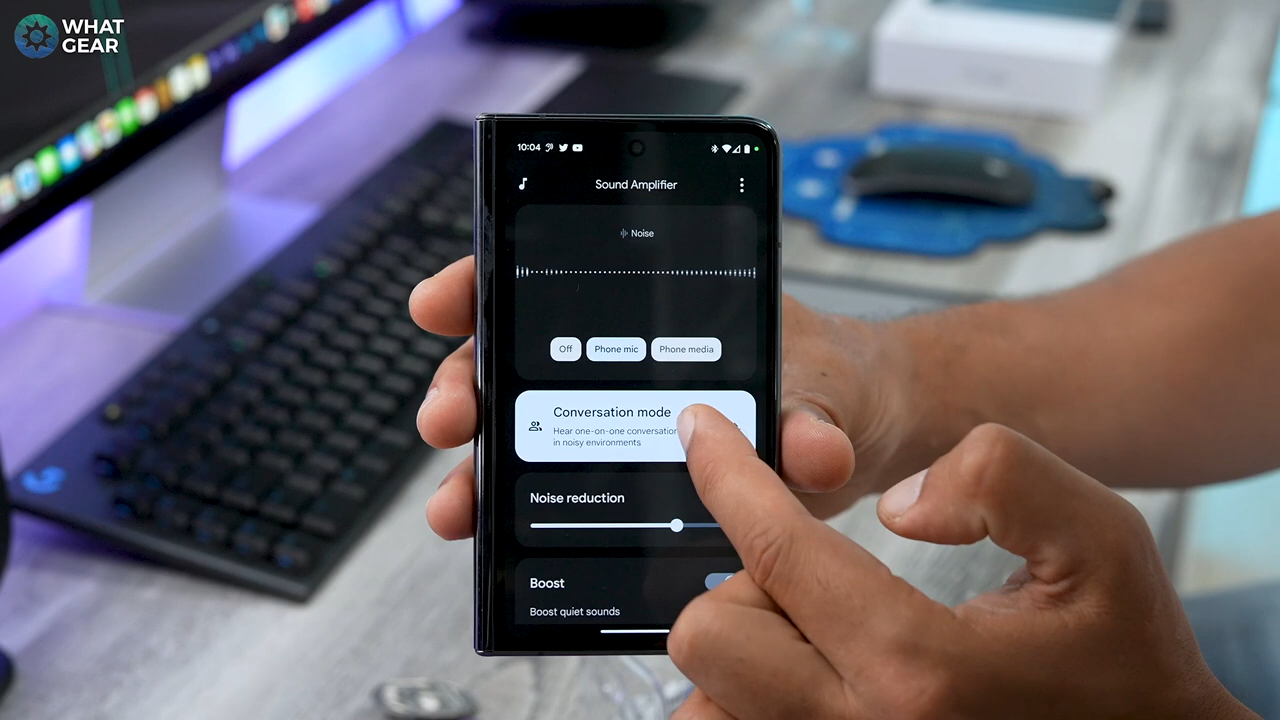 WHAT
GEAR
10:04
Sound Amplifier
Noise
Off
Phone mic
Phone media
Conversation mode
Hear one-on-one
in noisy environments
Noise reduction
Boost
Boost quiet sounds